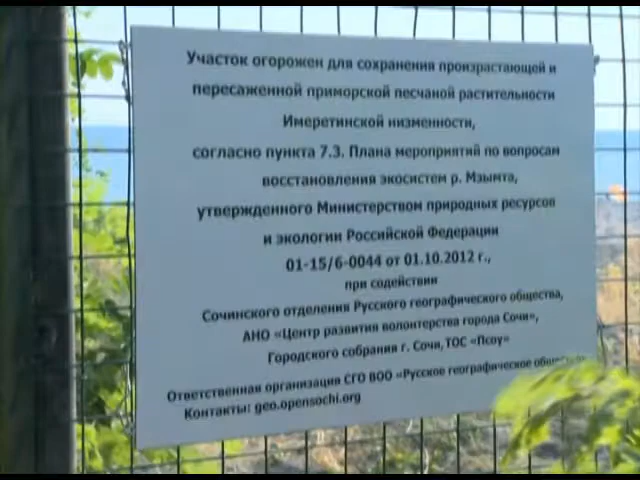 Участок огорожен для сохранения произрастающей и
пересаженной приморской песчаной растительности
Имеретинской низменности,
согласно пункта 7.3. Плана мероприятий по вопросам
восстановления экосистем р. Мзымта,
утвержденного Министерством природных ресурсов
и экологии Российской Федерации
01-15/6-0044 от 01.10.2012 г.,
при содействии
Сочинского отделения Русского географического общества,
АНО «Центр развития волонтерства города Сочи»,
Городского собрания г. Сочи, ТОС «Псоу»
Ответственная организация СГО ВОО «Русское географическое
Контакты: geo.opensochi.org